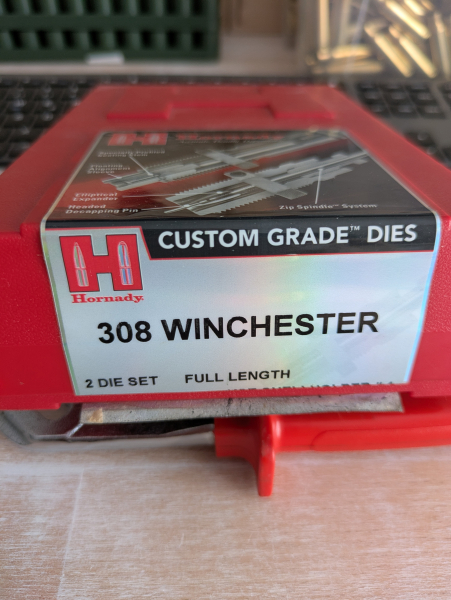 H
Elliptical
Expander
Headed
Decapping Pin
Zip Spindle™ System
H
Hornady.
CUSTOM GRADE™ DIES
308 WINCHESTER
2 DIE SET FULL LENGTH